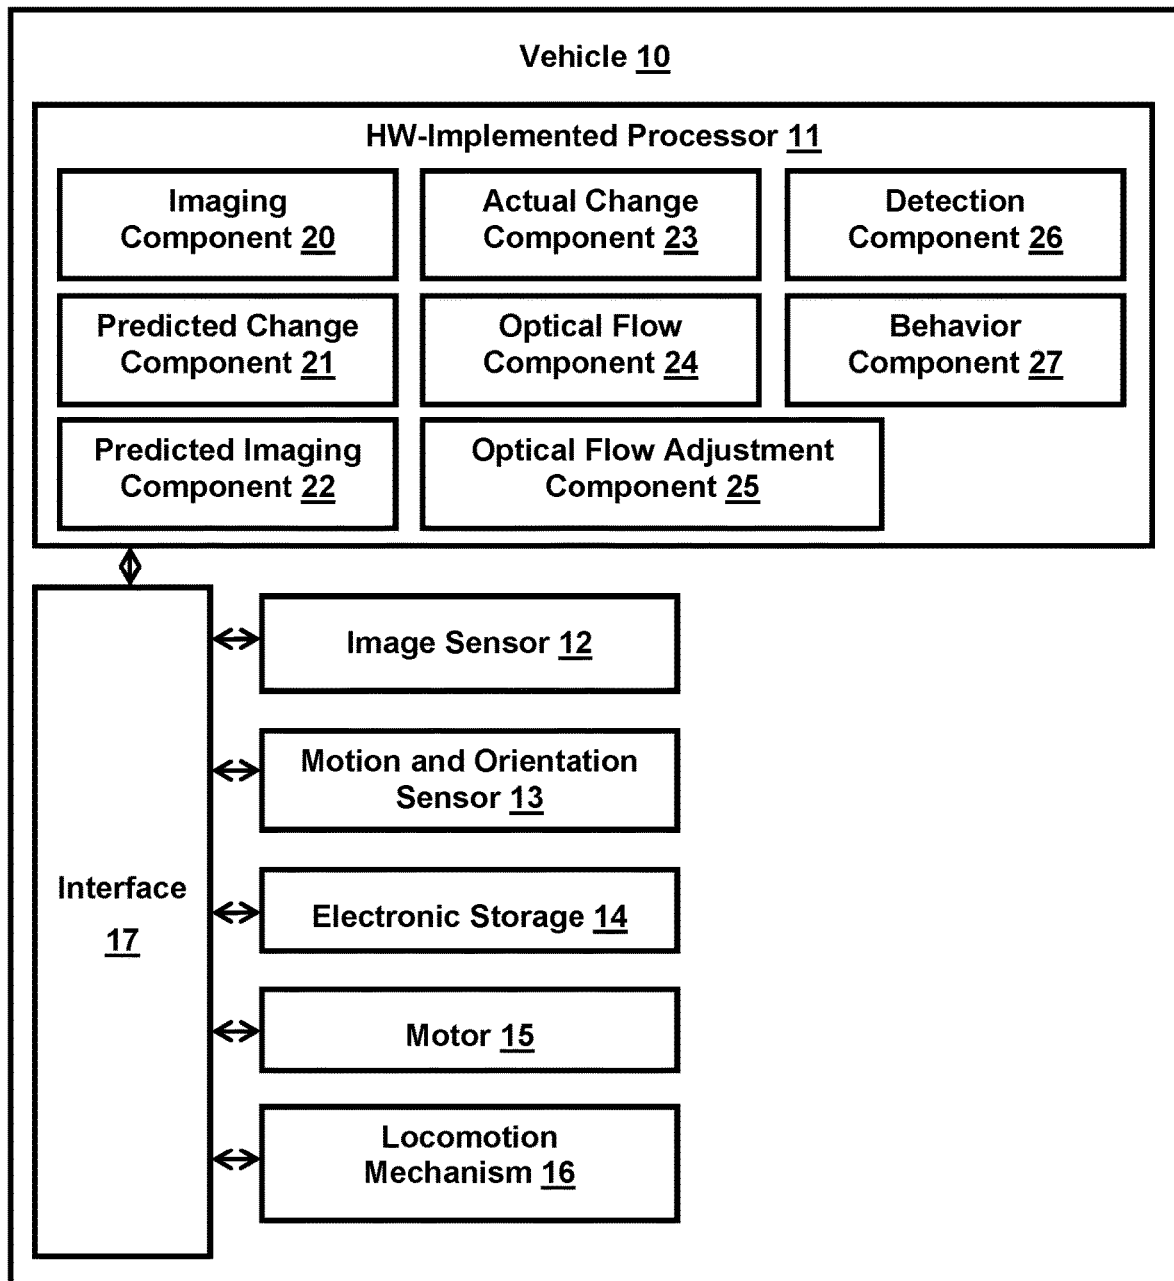 Vehicle 10
HW-Implemented Processor 11
Imaging
Component 20
Actual Change
Component 23
Detection
Component 26
Predicted Change
Component 21
Optical Flow
Component 24
Behavior
Component 27
Predicted Imaging
Component 22
Optical Flow Adjustment
Component 25
Interface
17
Image Sensor 12
Motion and Orientation
Sensor 13
Electronic Storage 14
Motor 15
Locomotion
Mechanism 16